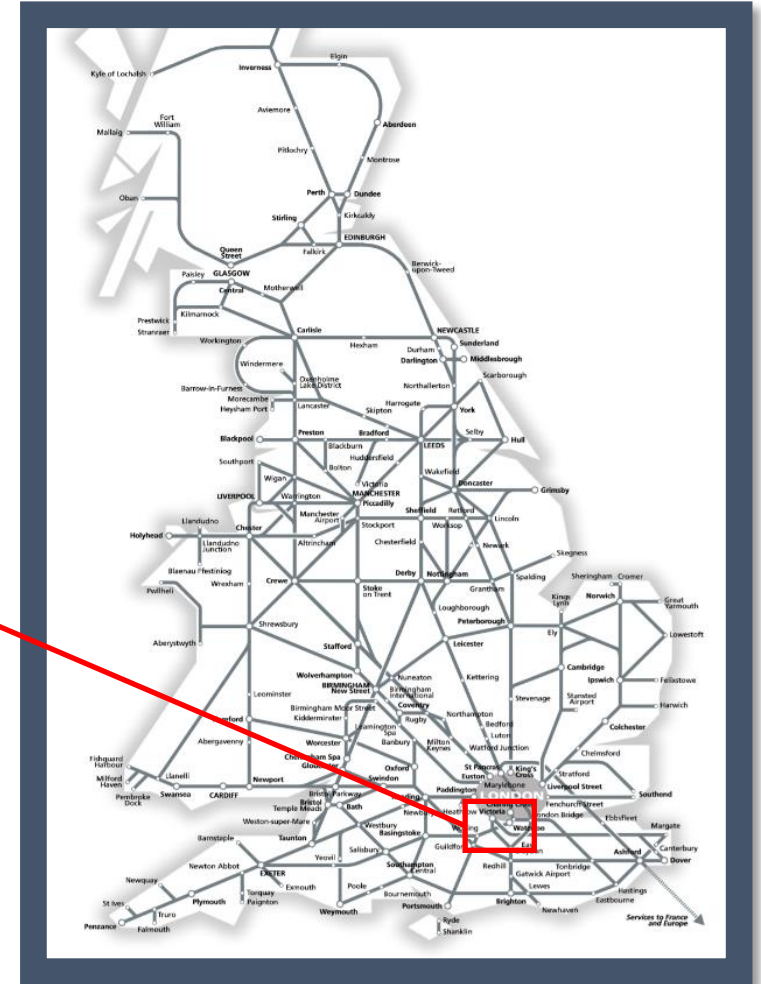 Elgin
Inverness
Kyle of Lochalsh
Aviemore
Fort
William
Mallaig
Aberdeen
Pitlochry
Montrose
Perth
Dundee
Oban
Stirling
Kirkcaldy
Queen
Street
Falkirk
EDINBURGH
Berwick-
upon-Tweed
Paisley
GLASGOW
Central
Motherwell
Prestwick
Stranraer
Kilmarnock
Carlisle
NEWCASTLE
Workington
Hexham
Durham
Sunderland
Darlington
Middlesbrough
Windermere
Oxenholme
Lake District
Northallerton
Scarborough
Barrow-in-Furness
Morecambe
Heysham Port
Lancaster
Harrogate
Skipton
York
Blackpool
Preston
Bradford
LEEDS
Selby
Hull
Blackburn
Huddersfield
Southport
Bolton
Wakefield
Wigan
Victoria
MANCHESTER
Piccadilly
Doncaster
Grimsby
LIVERPOOL
Warrington
Manchester
Airport
Sheffield
Retford
Lincoln
Llandudno
Chester
Stockport
Worksop
Holyhead
Llandudno
Junction
Altrincham
Chesterfield
Newark
Skegness
Blaenau Ffestiniog
Pwllheli
Wrexham
Crewe
Stoke
on Trent
Derby
Nottingham
Grantham
Spalding
Sheringham
Cromer
Kings
Lynn
Norwich
Great
Yarmouth
Loughborough
Aberystwyth
Shrewsbury
Peterborough
Ely
Lowestoft
Stafford
Leicester
Wolverhampton
BIRMINGHAM
New Street
Nuneaton
Birmingham
International
Kettering
Cambridge
Ipswich
Felixstowe
Leominster
Birmingham Moor Street
Kidderminster
Coventry
Rugby
Northampton
Stevenage
Stansted
Airport
Harwich
Leamington
Spa
Bedford
Colchester
Abergavenny
Worcester
Banbury
Milton
Keynes
Luton
Watford Junction
Chelmsford
Fishguard
Harbour
Cheltenham Spa
Gloucester
Oxford
St Pancras
Euston
King's
Cross
Stratford
Milford
Haven
Llanelli
Newport
Swindon
Marylebone
Paddington
Liverpool Street
Pembroke
Dock
Swansea
CARDIFF
LONDON
Southend
Bristol
Temple Meads
Bath
Fenchurch Street
Weston-super-Mare
Heathrow
Victoria
London Bridge
Ebbsfleet
Barnstaple
Taunton
Westbury
Basingstoke
Waterloo
Margate
Salisbury
Guildford
Ashford
Canterbury
Dover
Newton Abbot
Yeovil
Southampton
Central
Redhill
Tonbridge
Newquay
EXETER
Gatwick Airport
Exmouth
Poole
Lewes
Hastings
St Ives
Torquay
Paignton
Bournemouth
Eastbourne
Truro
Plymouth
Weymouth
Portsmouth
Brighton
Newhaven
Penzance
Falmouth
Ryde
Shanklin
Services to France
and Europe